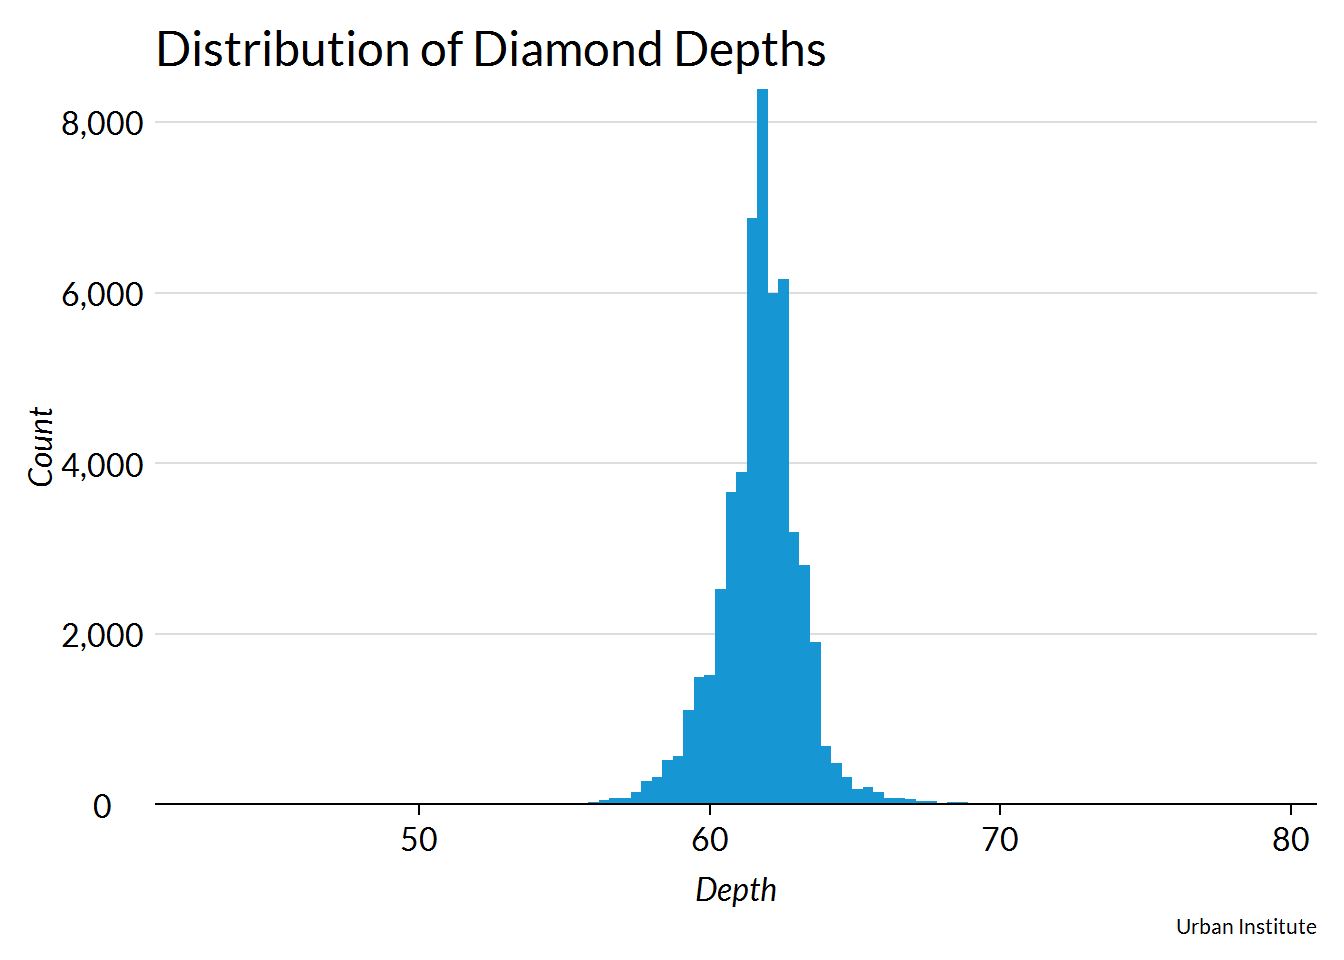 Distribution of Diamond Depths
8,000
6,000
4,000
2,000
0
Count
50 60 70 80
Depth
Urban Institute